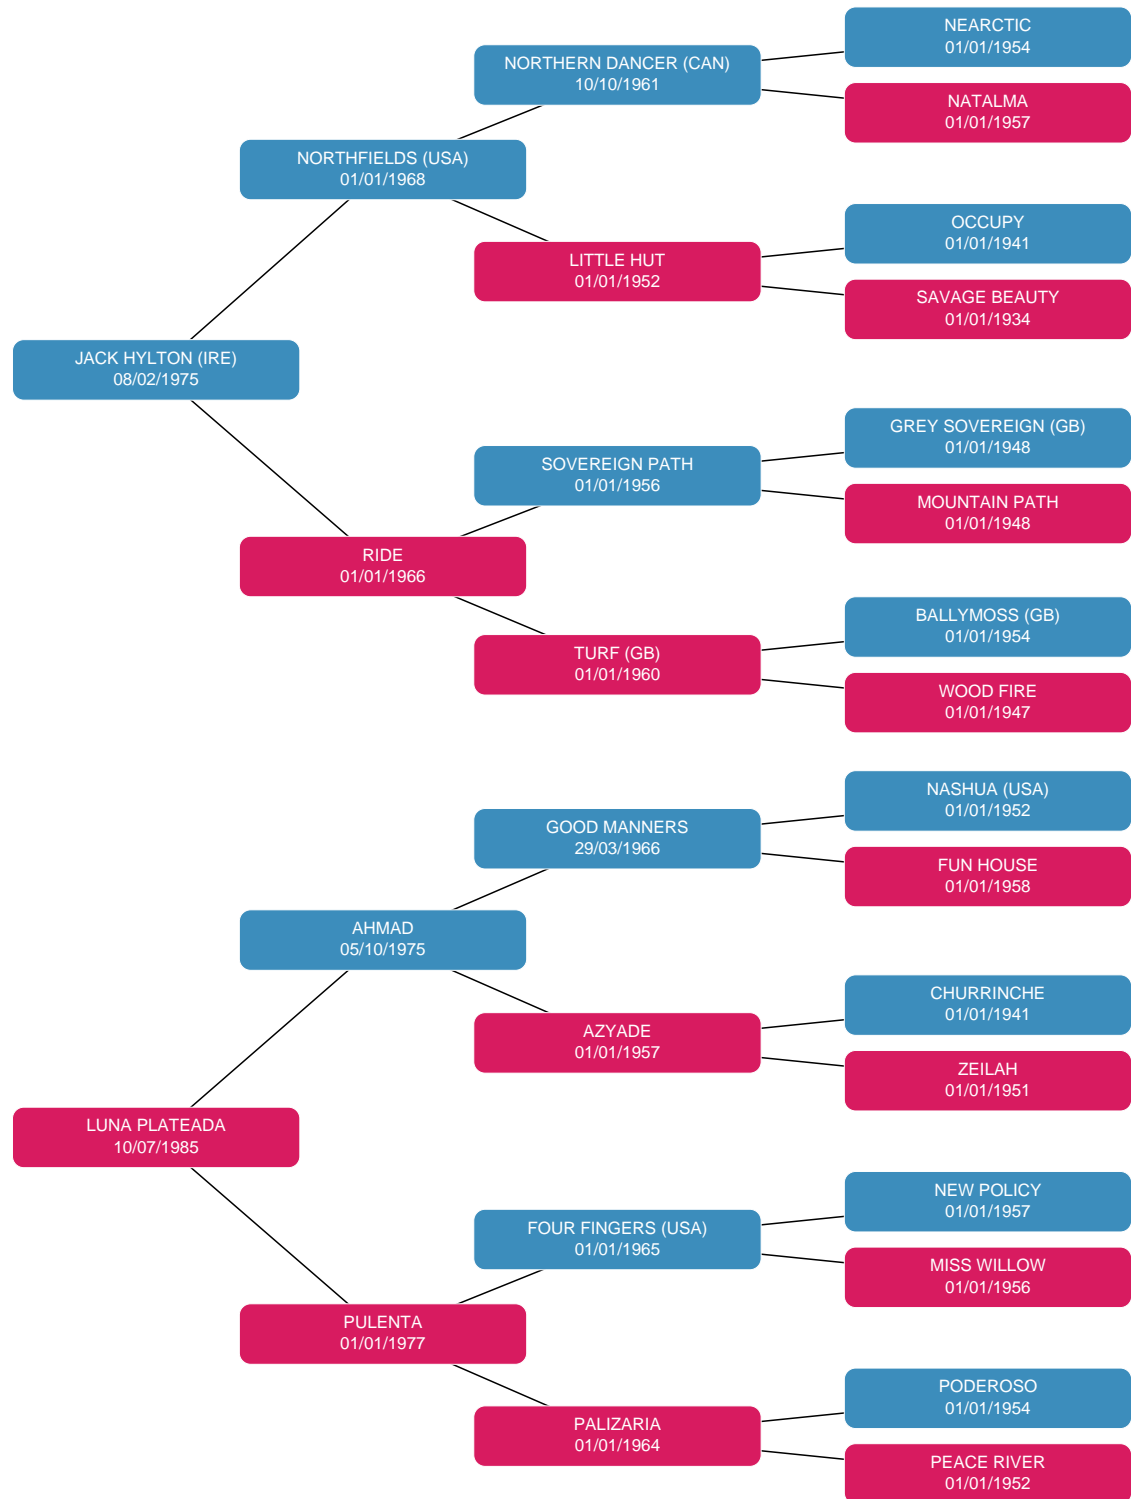 NEARCTIC
01/01/1954
NORTHERN DANCER (CAN)
10/10/1961
NATALMA
01/01/1957
NORTHFIELDS (USA)
01/01/1968
OCCUPY
01/01/1941
LITTLE HUT
01/01/1952
SAVAGE BEAUTY
01/01/1934
JACK HYLTON (IRE)
08/02/1975
GREY SOVEREIGN (GB)
01/01/1948
SOVEREIGN PATH
01/01/1956
MOUNTAIN PATH
01/01/1948
RIDE
01/01/1966
BALLYMOSS (GB)
01/01/1954
TURF (GB)
01/01/1960
WOOD FIRE
01/01/1947
NASHUA (USA)
01/01/1952
GOOD MANNERS
29/03/1966
FUN HOUSE
01/01/1958
AHMAD
05/10/1975
CHURRINCHE
01/01/1941
AZYADE
01/01/1957
ZEILAH
01/01/1951
LUNA PLATEADA
10/07/1985
NEW POLICY
01/01/1957
FOUR FINGERS (USA)
01/01/1965
MISS WILLOW
01/01/1956
PULENTA
01/01/1977
PODEROSO
01/01/1954
PALIZARIA
01/01/1964
PEACE RIVER
01/01/1952